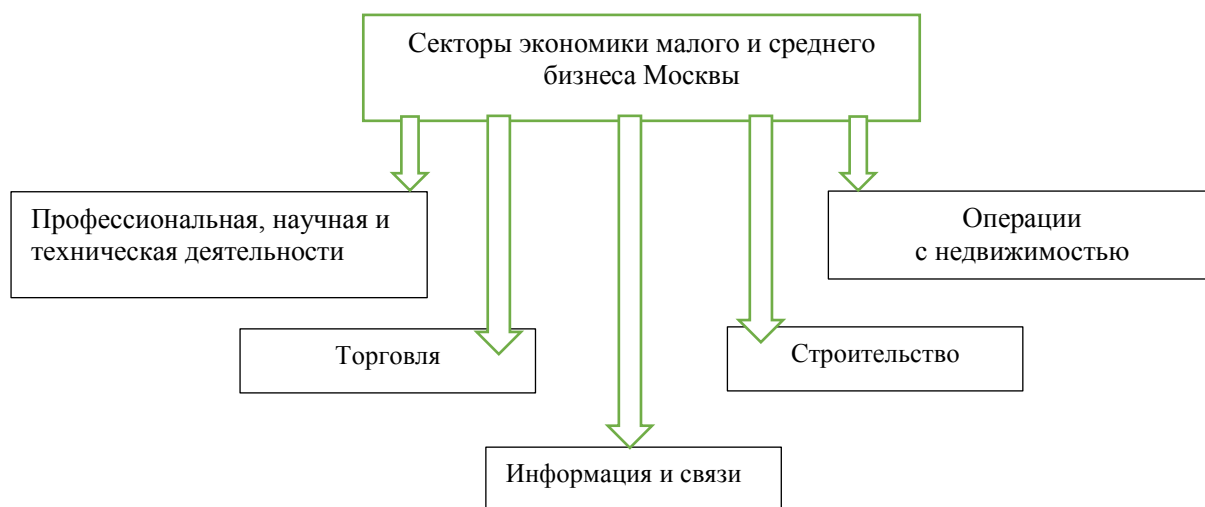 Секторы экономики малого и среднего
бизнеса Москвы
Профессиональная, научная и
техническая деятельности
Операции
с недвижимостью
Торговля
Строительство
Информация и связи